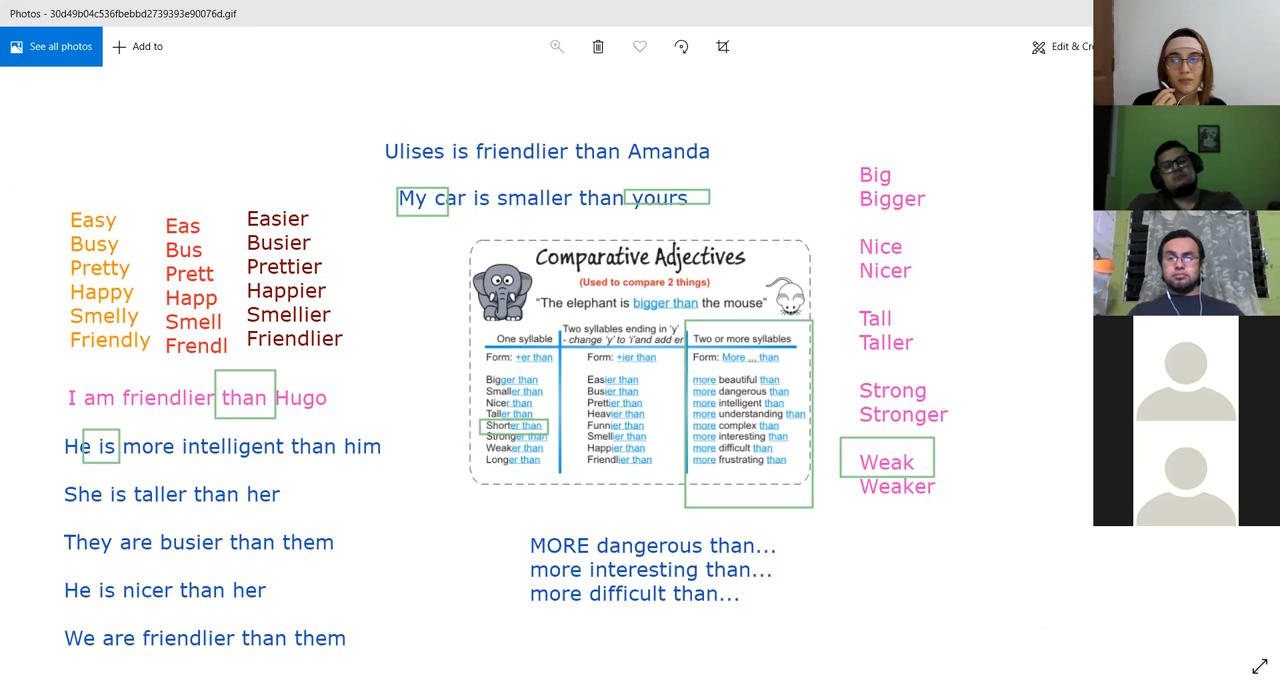 Photos - 30d49b04c536fbebbd2739393e90076d.gif
See all photos
Add to
Edit & Cr
Ulises is friendlier than Amanda
My car is smaller than yours
Easy
Busy
Pretty
Happy
Smelly
Friendly
Eas
Bus
Prett
Happ
Smell
Frendl
Easier
Busier
Prettier
Happier
Smellier
Friendlier
I am friendlier than Hugo
He is more intelligent than him
She is taller than her
They are busier than them
He is nicer than her
We are friendlier than them
Comparative Adjectives
(Used to compare 2 things)
“The elephant is bigger than the mouse”
One syllable
Form: +er than
Bigger than
Smaller than
Nicer than
Taller than
Shorter than
Stronger than
Weaker than
Longer than
Two syllables ending in ‘y’
- change ‘y’ to ‘i’and add er
Form: +ier than
Easier than
Busier than
Prettier than
Heavier than
Funnier than
Smellier than
Happier than
Friendlier than
Two or more syllables
Form: More ... than
more beautiful than
more dangerous than
more intelligent than
more understanding than
more complex than
more interesting than
more difficult than
more frustrating than
MORE dangerous than...
more interesting than...
more difficult than...
Big
Bigger
Nice
Nicer
Tall
Taller
Strong
Stronger
Weak
Weaker